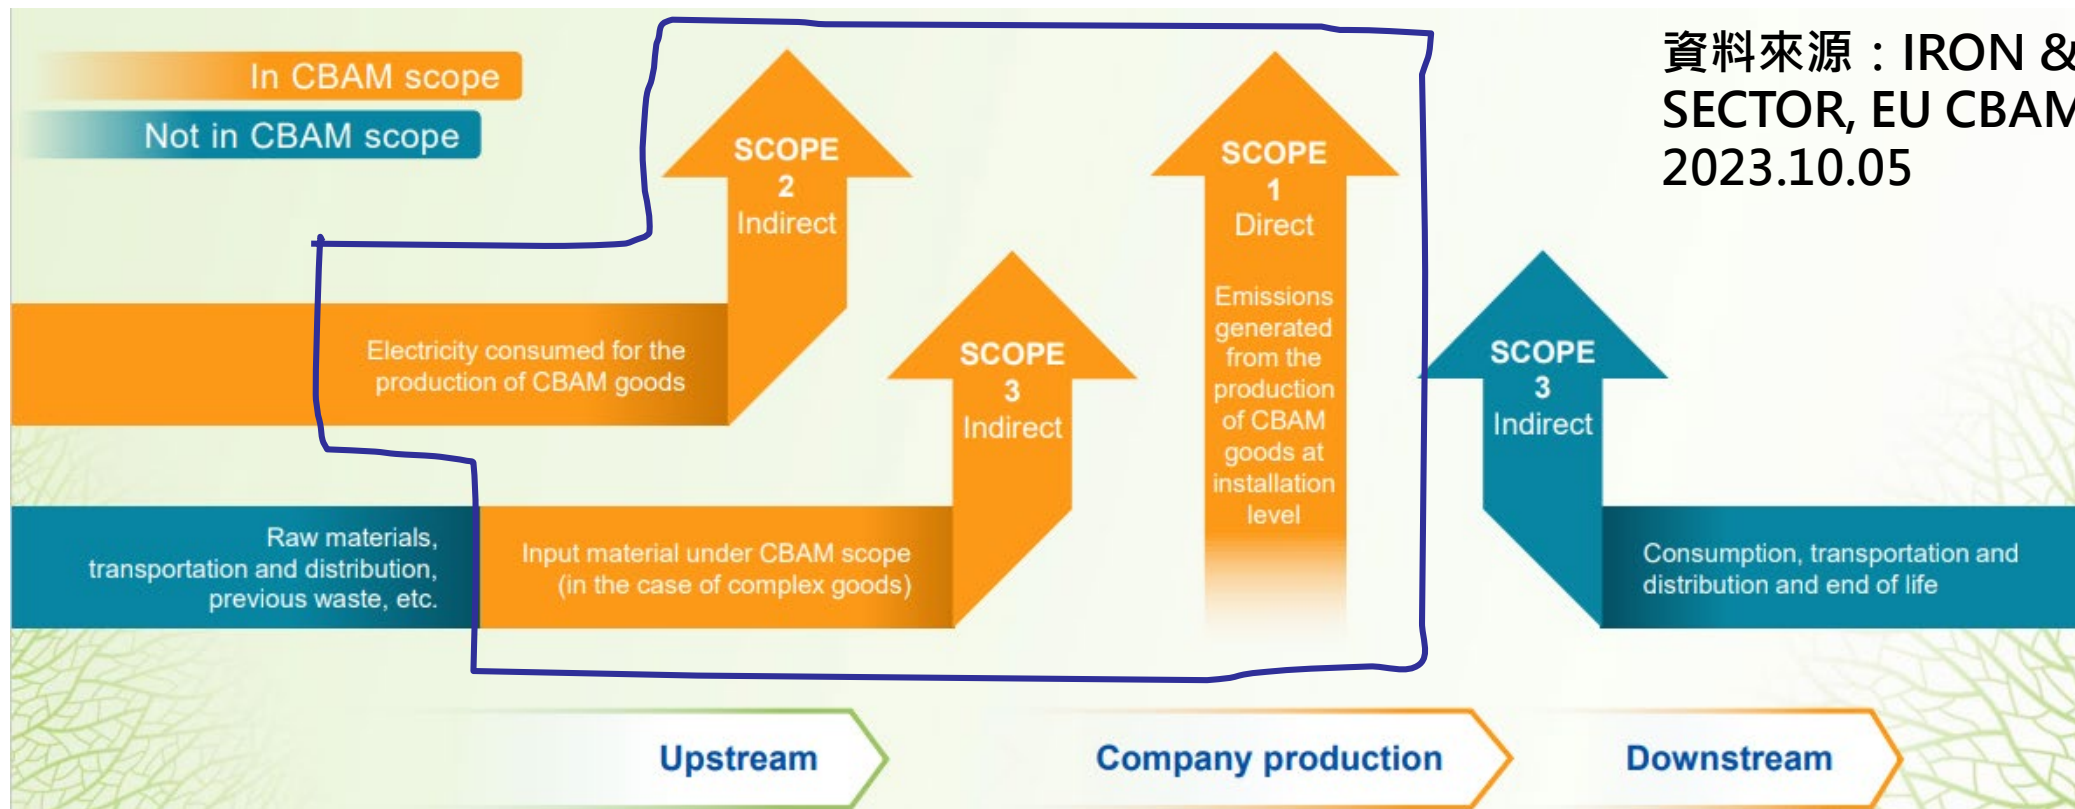 In CBAM scope
Not in CBAM scope
資料來源：IRON &
SECTOR, EU CBAM
2023.10.05
SCOPE
2
Indirect
Electricity consumed for the
production of CBAM goods
SCOPE
3
Indirect
Raw materials,
transportation and distribution,
previous waste, etc.
Input material under CBAM scope
(in the case of complex goods)
SCOPE
1
Direct
Emissions
generated
from the
production
of CBAM
goods at
installation
level
SCOPE
3
Indirect
Consumption, transportation and
distribution and end of life
Upstream
Company production
Downstream